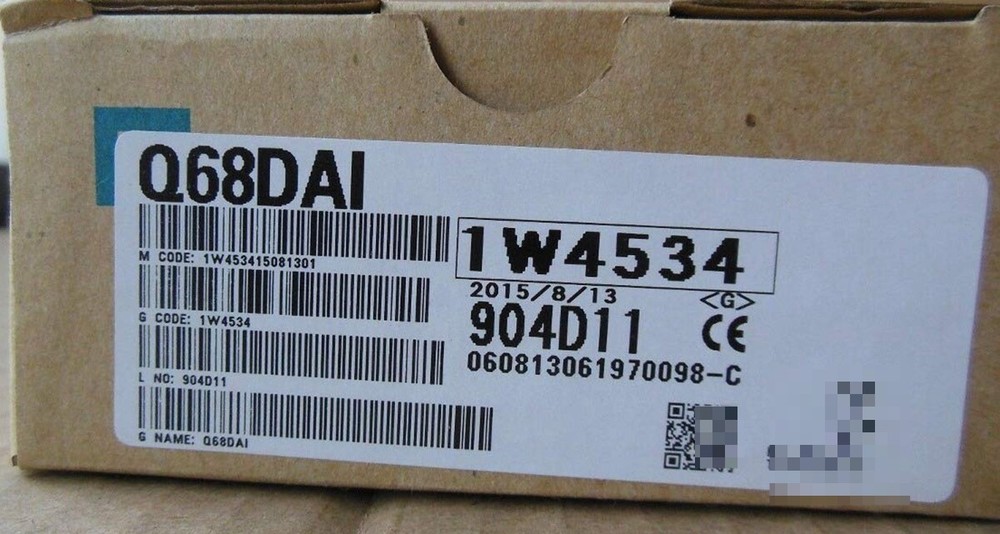 Q68DAI
M CODE: 1W453415081301
G CODE: 1W4534
L NO: 904D11
G NAME: Q68DAI
1W4534
2015/8/13 <G>
904D11 CE
060813061970098-C